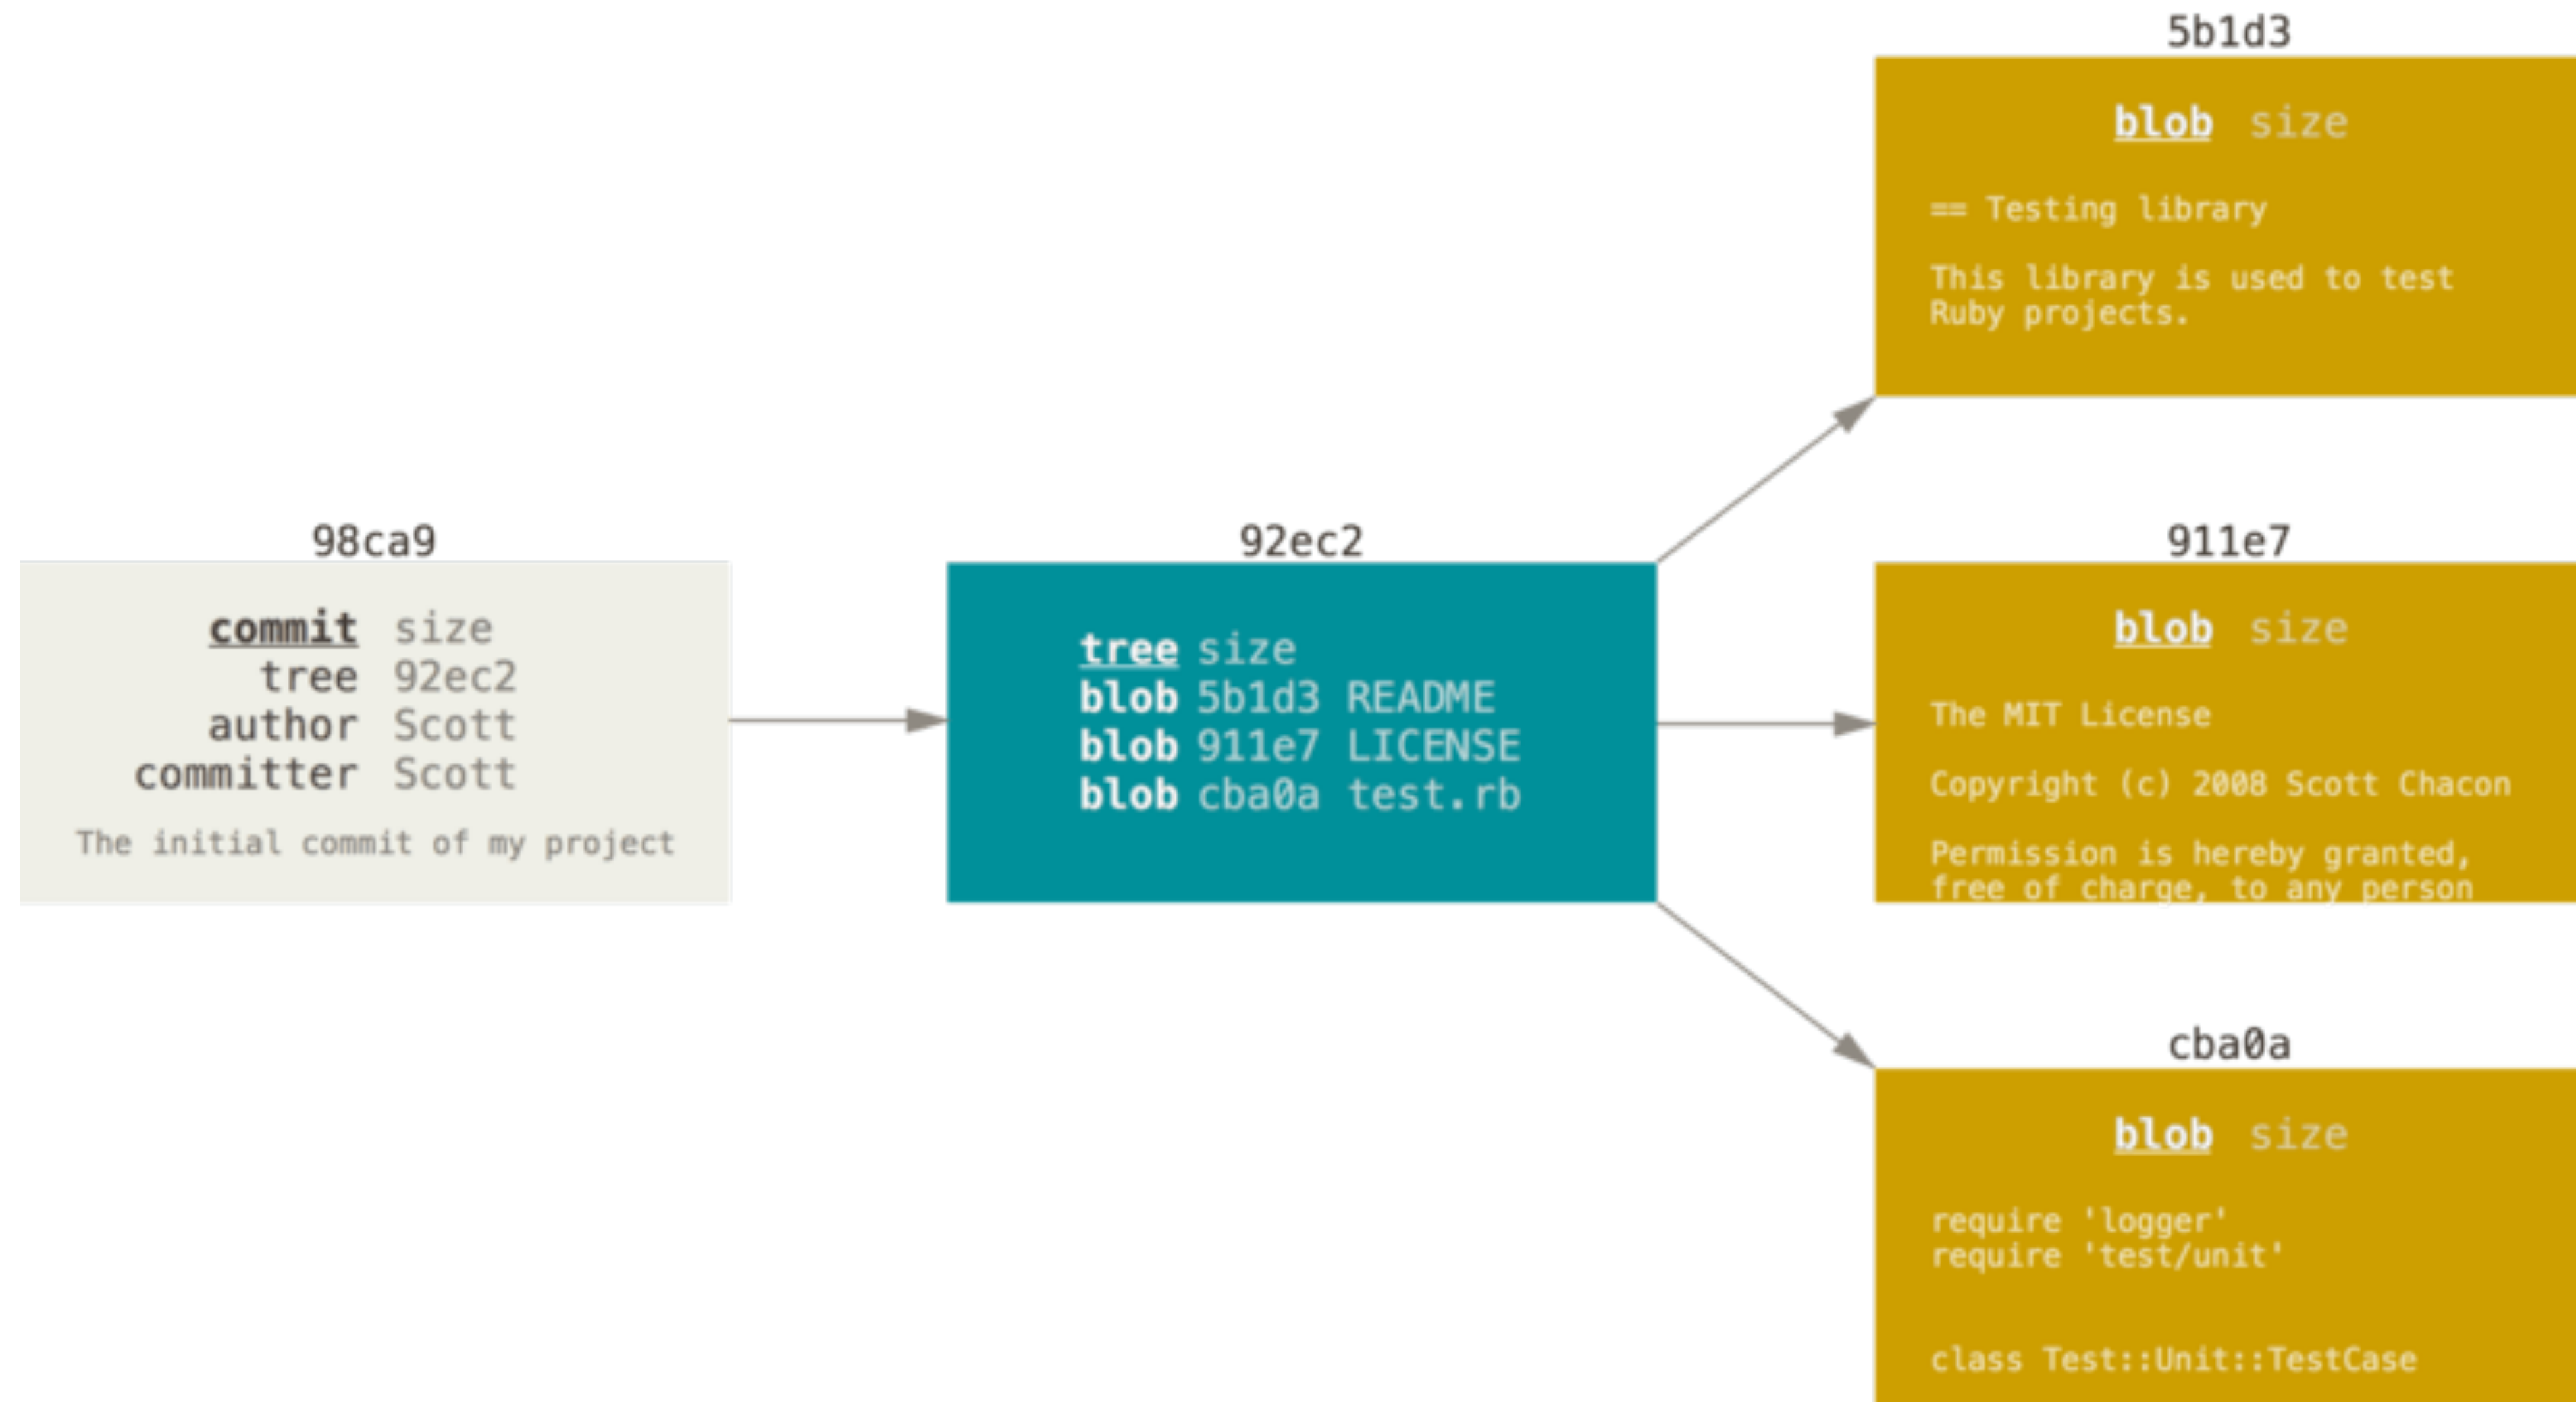 98ca9
commit size
tree 92ec2
author Scott
committer Scott
The initial commit of my project
92ec2
tree size
blob 5b1d3 README
blob 911e7 LICENSE
blob cba0a test.rb
5b1d3
blob size
== Testing library
This library is used to test
Ruby projects.
911e7
blob size
The MIT License
Copyright (c) 2008 Scott Chacon
Permission is hereby granted,
free of charge, to any person
cba0a
blob size
require 'logger'
require 'test/unit'
class Test::Unit::TestCase